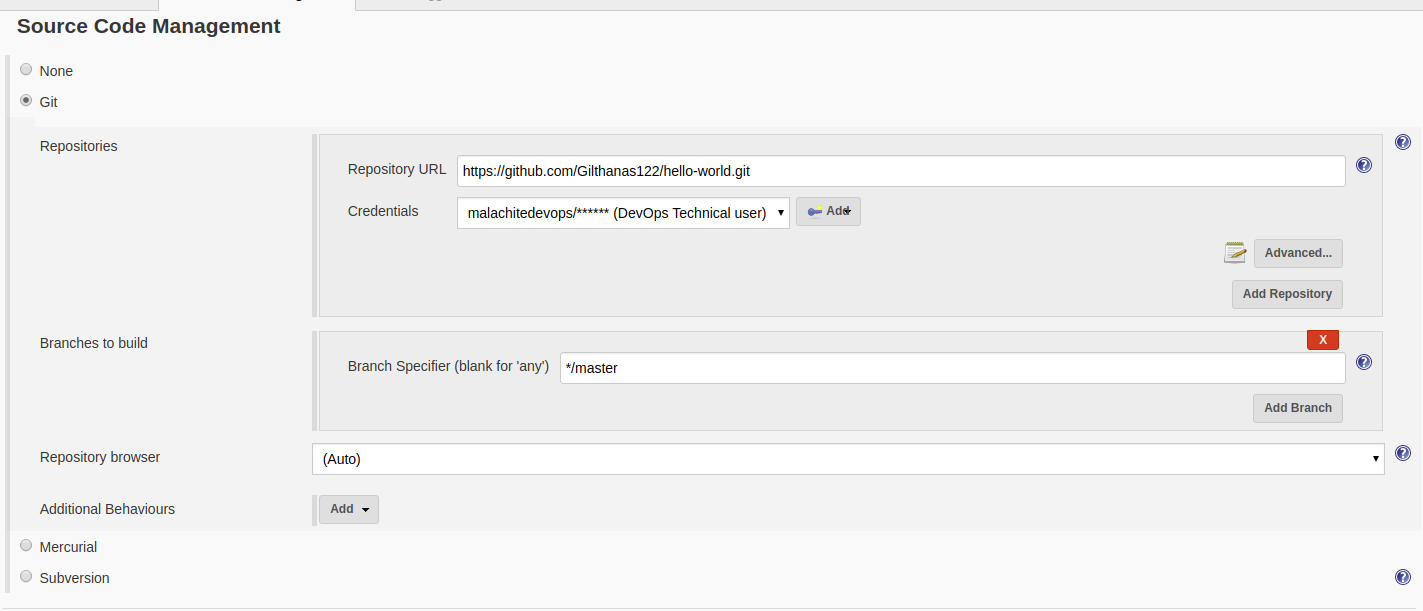 Source Code Management
None
Git
Repositories
Repository URL https://github.com/Gilthanas122/hello-world.git
Credentials malachitedevops/****** (DevOps Technical user) Add
Advanced...
Add Repository
Branches to build
X
Branch Specifier (blank for 'any') */master
Add Branch
Repository browser (Auto)
Additional Behaviours Add
Mercurial
Subversion